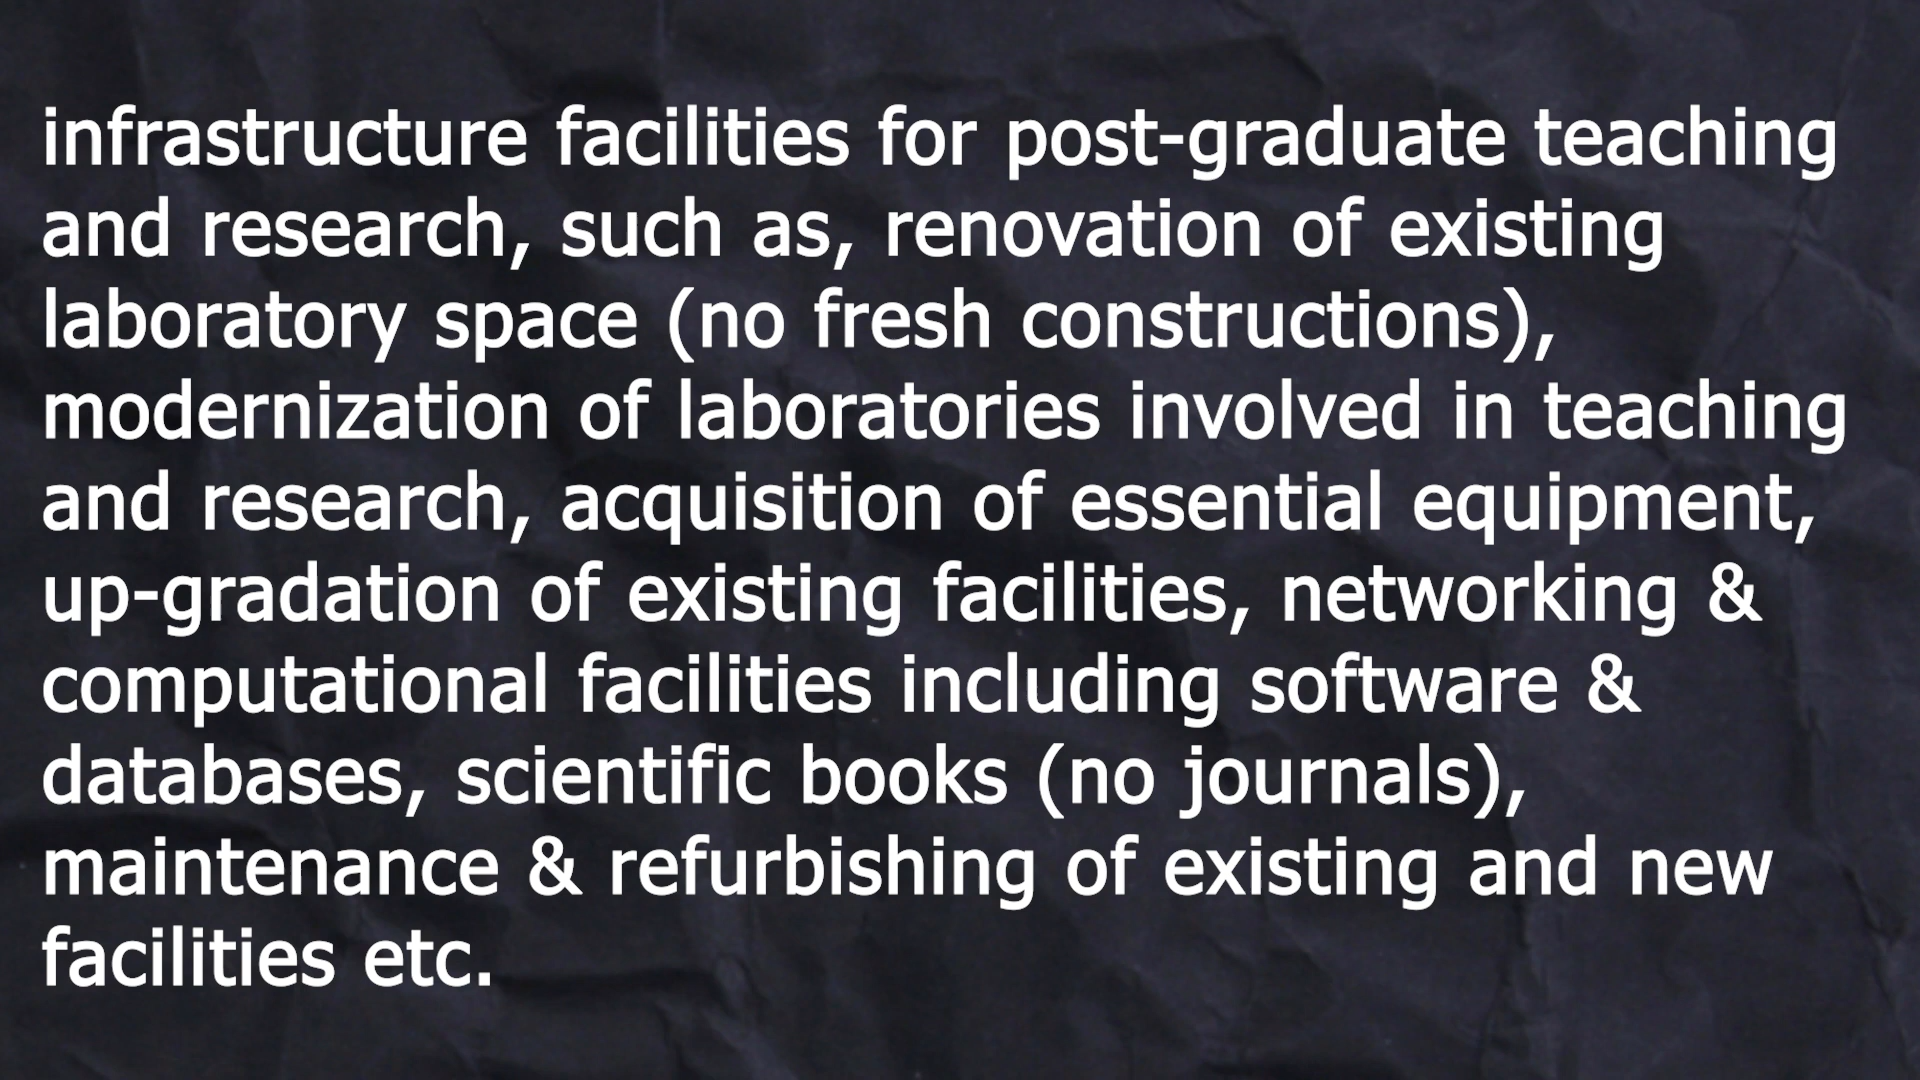 infrastructure facilities for post-graduate teaching
and research, such as, renovation of existing
laboratory space (no fresh constructions),
modernization of laboratories involved in teaching
and research, acquisition of essential equipment,
up-gradation of existing facilities, networking &
computational facilities including software &
databases, scientific books (no journals),
maintenance & refurbishing of existing and new
facilities etc.